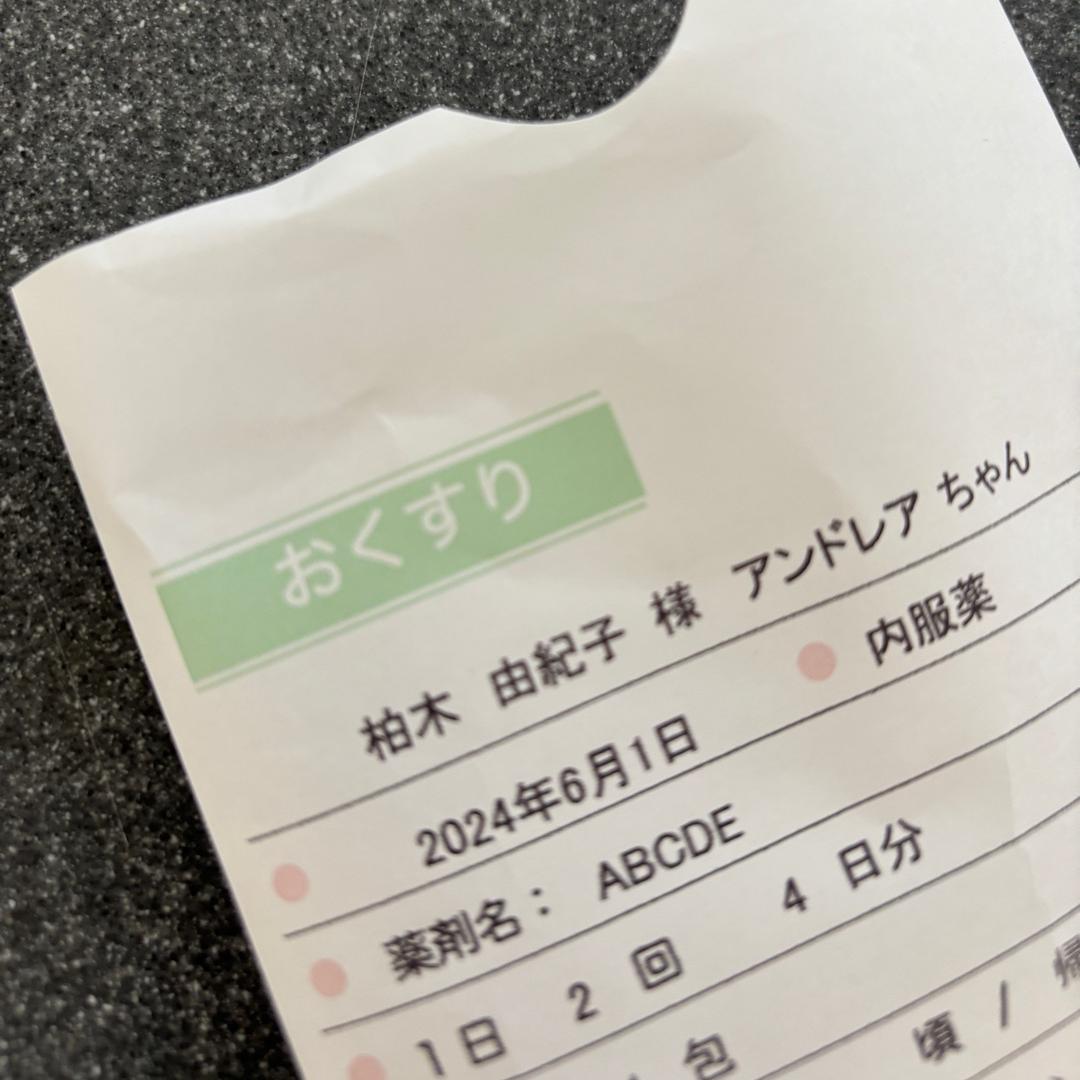 おくすり
柏木 由紀子 様 アンドレア ちゃん
2024年6月1日 内服薬
薬剤名: ABCDE
1日 2 回 4 日分
包 頃 / 帰